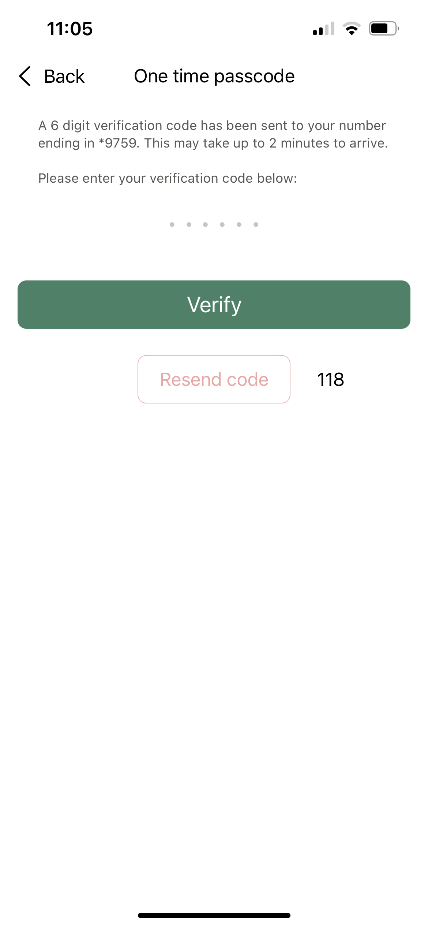 11:05
Back
One time passcode
A 6 digit verification code has been sent to your number
ending in *9759. This may take up to 2 minutes to arrive.
Please enter your verification code below:
Verify
Resend code
118